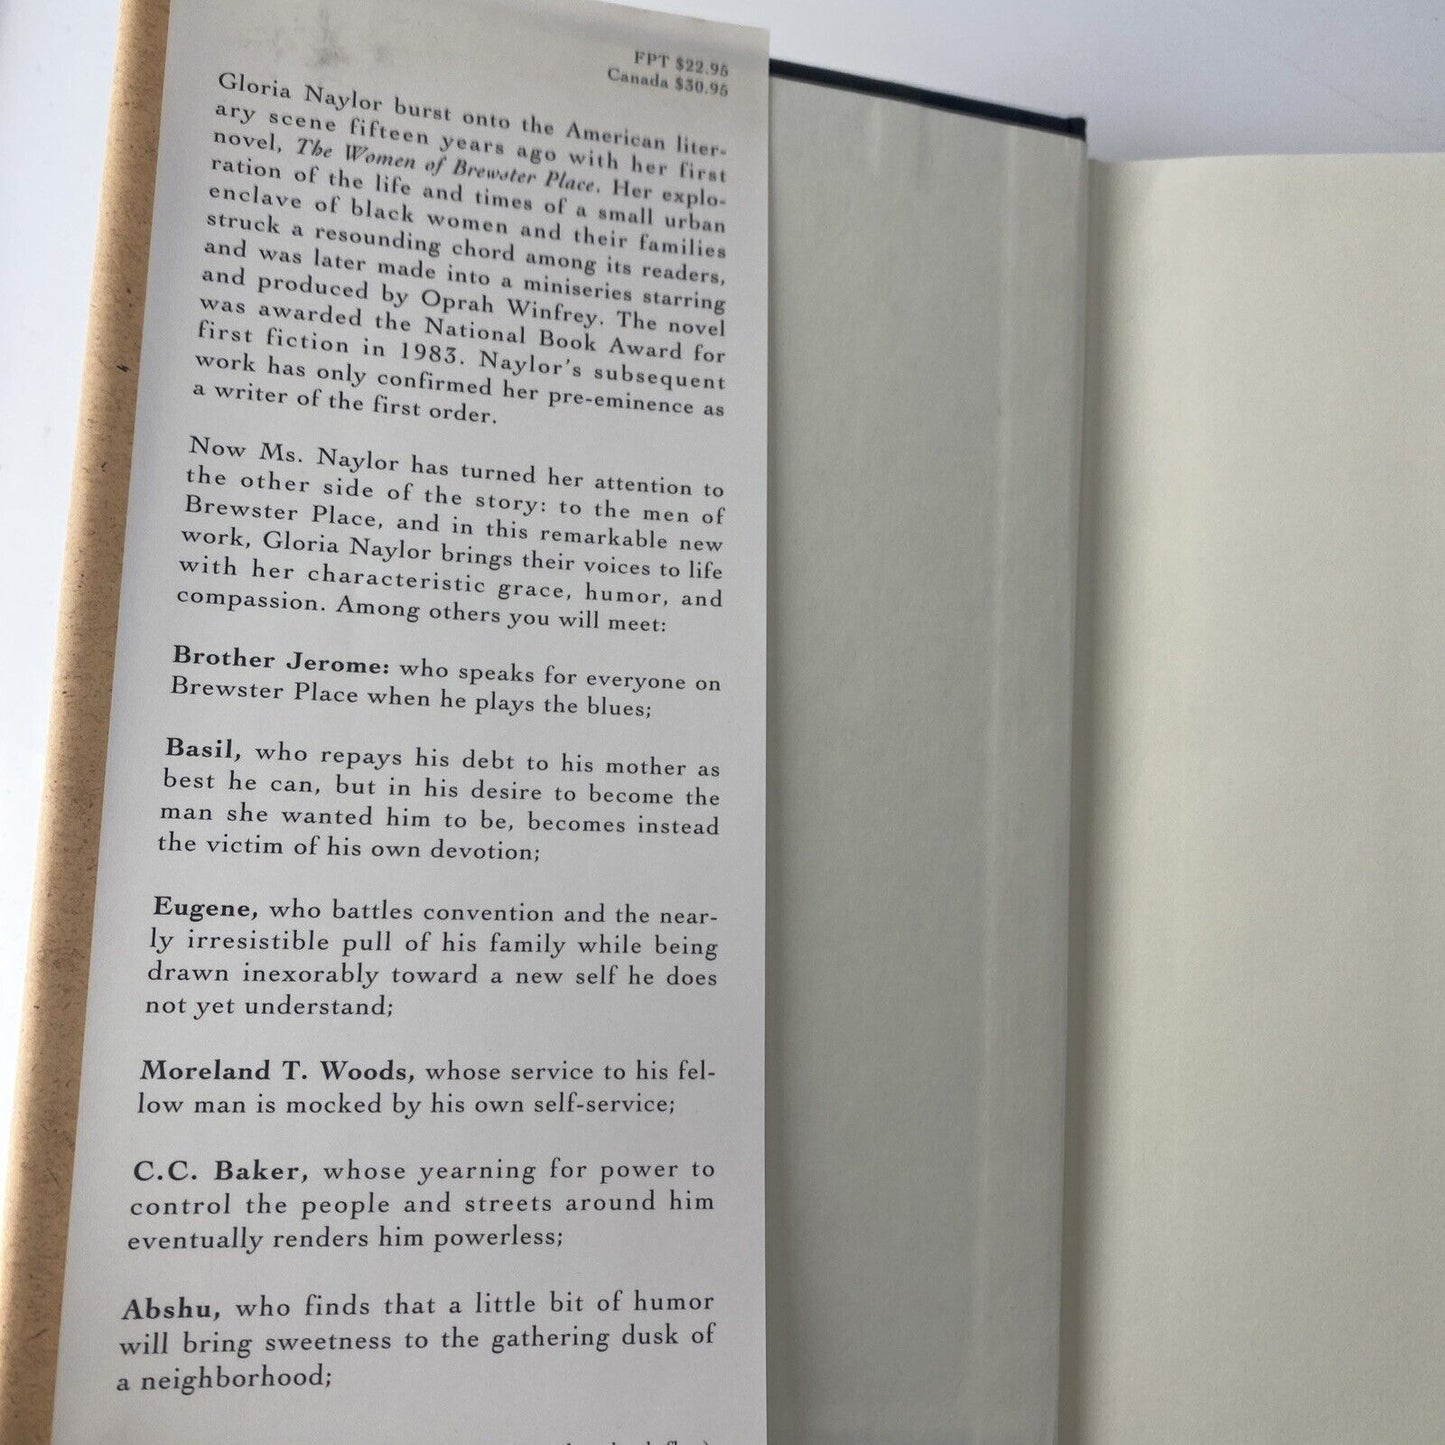 FPT $22.95
Canada $30.95
Gloria Naylor burst onto the American liter-
ary scene fifteen years ago with her first
novel, The Women of Brewster Place. Her explo-
ration of the life and times of a small urban
enclave of black women and their families
struck a resounding chord among its readers,
and was later made into a miniseries starring
and produced by Oprah Winfrey. The novel
was awarded the National Book Award for
first fiction in 1983. Naylor's subsequent
work has only confirmed her pre-eminence as
a writer of the first order.
Now Ms. Naylor has turned her attention to
the other side of the story: to the men of
Brewster Place, and in this remarkable new
work, Gloria Naylor brings their voices to life
with her characteristic grace, humor, and
compassion. Among others you will meet:
Brother Jerome: who speaks for everyone on
Brewster Place when he plays the blues;
Basil, who repays his debt to his mother as
best he can, but in his desire to become the
man she wanted him to be, becomes instead
the victim of his own devotion;
Eugene, who battles convention and the near-
ly irresistible pull of his family while being
drawn inexorably toward a new self he does
not yet understand;
Moreland T. Woods, whose service to his fel-
low man is mocked by his own self-service;
C.C. Baker, whose yearning for power to
control the people and streets around him
eventually renders him powerless;
Abshu, who finds that a little bit of humor
will bring sweetness to the gathering dusk of
a neighborhood;